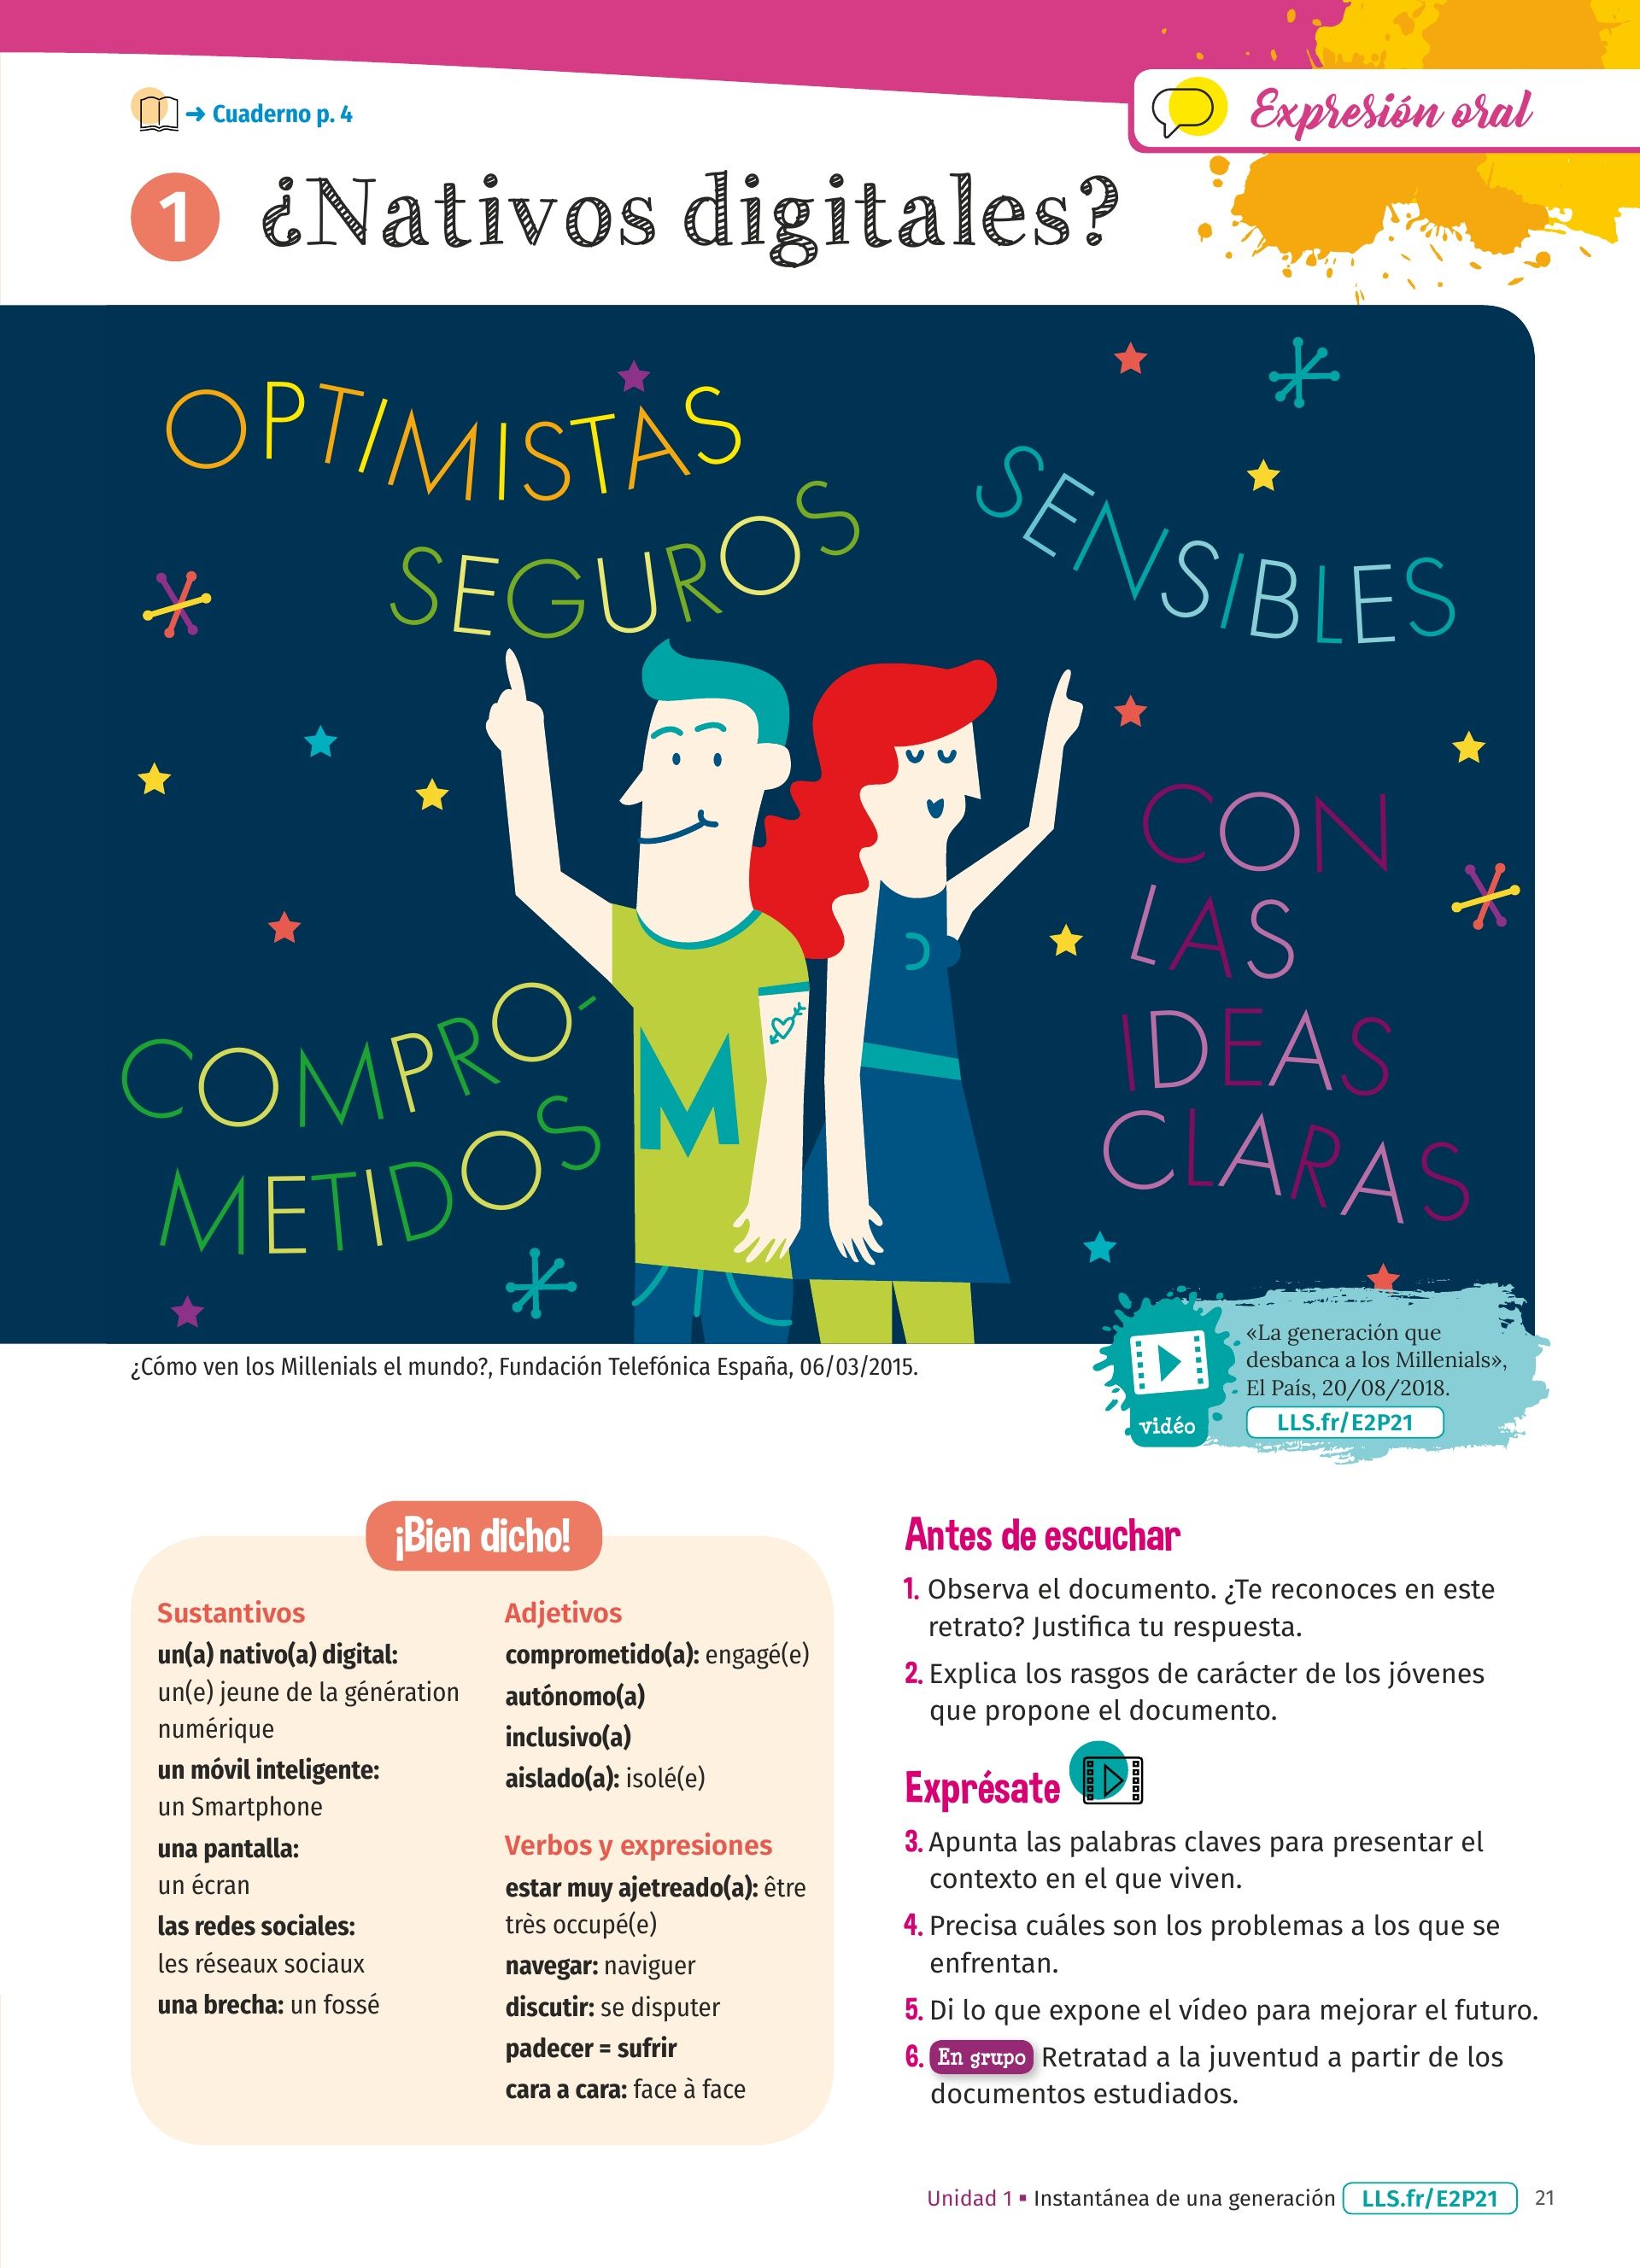 → Cuaderno p. 4
Expresión oral
1 ¿Nativos digitales?
OPTIMISTAS
SEGUROS
SENSIBLES
CON
LAS
IDEAS
CLARAS
COMPRO-
METIDOS
M
¿Cómo ven los Millenials el mundo?, Fundación Telefónica España, 06/03/2015.
vidéo
«La generación que
desbanca a los Millenials»,
El País, 20/08/2018.
LLS.fr/E2P21
¡Bien dicho!
Sustantivos
un(a) nativo(a) digital:
un(e) jeune de la génération
numérique
un móvil inteligente:
un Smartphone
una pantalla:
un écran
las redes sociales:
les réseaux sociaux
una brecha: un fossé
Adjetivos
comprometido(a): engagé(e)
autónomo(a)
inclusivo(a)
aislado(a): isolé(e)
Verbos y expresiones
estar muy ajetreado(a): être
très occupé(e)
navegar: naviguer
discutir: se disputer
padecer = sufrir
cara a cara: face à face
Antes de escuchar
1. Observa el documento. ¿Te reconoces en este
retrato? Justifica tu respuesta.
2. Explica los rasgos de carácter de los jóvenes
que propone el documento.
Exprésate
3. Apunta las palabras claves para presentar el
contexto en el que viven.
4. Precisa cuáles son los problemas a los que se
enfrentan.
5. Di lo que expone el vídeo para mejorar el futuro.
6. En grupo Retratad a la juventud a partir de los
documentos estudiados.
Unidad 1 ▪ Instantánea de una generación LLS.fr/E2P21 21